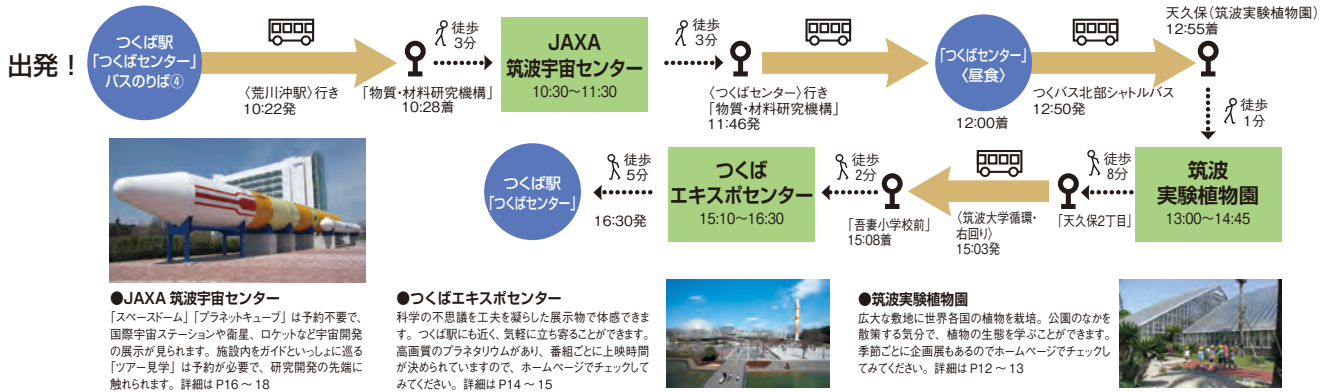 出発！
つくば駅
「つくばセンター」
バスのりば④
〈荒川沖駅〉行き
10:22発
「物質・材料研究機構」
10:28着
徒歩
3分
JAXA
筑波宇宙センター
10:30～11:30
徒歩
3分
〈つくばセンター〉行き
「物質・材料研究機構」
11:46発
「つくばセンター」
〈昼食〉
12:00着
つくバス北部シャトルバス
12:50発
天久保（筑波実験植物園）
12:55着
徒歩
1分
筑波
実験植物園
13:00～14:45
徒歩
8分
「天久保2丁目」
〈筑波大学循環・
右回り〉
15:03発
「吾妻小学校前」
15:08着
徒歩
2分
つくば
エキスポセンター
15:10～16:30
徒歩
5分
16:30発
つくば駅
「つくばセンター」
●JAXA 筑波宇宙センター
「スペースドーム」「プラネットキューブ」は予約不要で、
国際宇宙ステーションや衛星、ロケットなど宇宙開発
の展示が見られます。施設内をガイドといっしょに巡る
「ツアー見学」は予約が必要で、研究開発の先端に
触れられます。詳細は P16 ～ 18
●つくばエキスポセンター
科学の不思議を工夫を凝らした展示物で体感できま
す。つくば駅にも近く、気軽に立ち寄ることができます。
高画質のプラネタリウムがあり、番組ごとに上映時間
が決められていますので、ホームページでチェックして
みてください。詳細は P14 ～ 15
●筑波実験植物園
広大な敷地に世界各国の植物を栽培。公園のなかを
散策する気分で、植物の生態を学ぶことができます。
季節ごとに企画展もあるのでホームページでチェックし
てみてください。詳細は P12 ～ 13